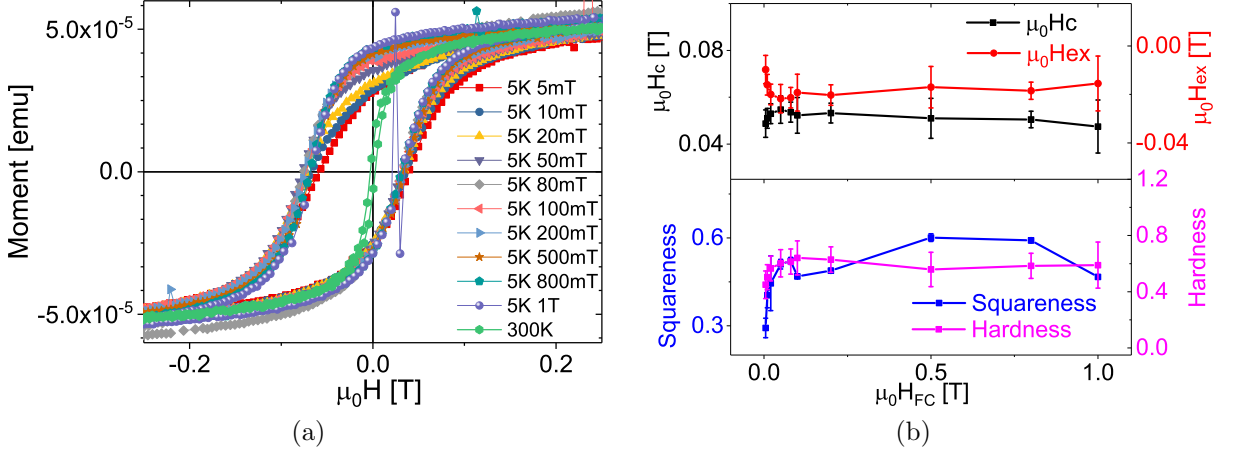 5.0x10⁻⁵
0.0
-5.0x10⁻⁵
Moment [emu]
-0.2
0.0
0.2
μ₀H [T]
5K 5mT
5K 10mT
5K 20mT
5K 50mT
5K 80mT
5K 100mT
5K 200mT
5K 500mT
5K 800mT
5K 1T
300K
(a)
μ₀Hc [T]
0.08
0.04
μ₀Hc
μ₀Hex
0.00
-0.04
μ₀Hex [T]
Squareness
0.6
0.3
Squareness
Hardness
1.2
0.8
0.4
0.0
Hardness
0.0
0.5
1.0
μ₀H_FC [T]
(b)